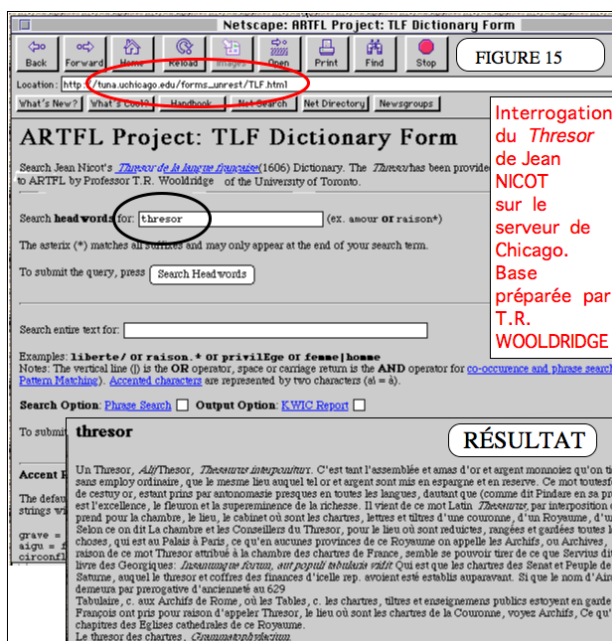 Netscape: ARTFL Project: TLF Dictionary Form
Back Forward Home Reload Images Open Print Find Stop
FIGURE 15
Location: http://tuna.uchicago.edu/forms_unrest/TLF.html
What's New? What's Cool? Handbook Net Search Net Directory Newsgroups
ARTFL Project: TLF Dictionary Form
Search Jean Nicot's Thresor de la langue française (1606) Dictionary. The Thresor has been provide
to ARTFL by Professor T.R. Wooldridge of the University of Toronto.
Search headwords for: thresor (ex. amour or raison*)
The asterix (*) matches all suffixes and may only appear at the end of your search term.
To submit the query, press Search Headwords
Interrogation
du Thresor
de Jean
NICOT
sur le
serveur de
Chicago.
Base
préparée par
T.R.
WOOLDRIDGE
Search entire text for:
Examples: liberte/ or raison.* or privilEge or femme|homme
Notes: The vertical line (|) is the OR operator, space or carriage return is the AND operator for co-occurence and phrase search
Pattern Matching). Accented characters are represented by two characters (a\ = à).
Search Option: Phrase Search Output Option: KWIC Report
To submit
Accent
The defau
strings wi
grave =
aigu = f
circonfl
thresor
RÉSULTAT
Un Thresor, Alij Thesor, Thesaurus interponitur. C'est tant l'assemblée et amas d'or et argent monnoiez qu'on ti
sans employ ordinaire, que le mesme lieu auquel tel or et argent sont mis en espargne et en reserve. Ce mot toutesf
de cestuy or, estant prins par antonomasie presques en toutes les langues, dautant que (comme dit Pindare en sa pr
est l'excellence, le fleuron et la supereminence de la richesse. Il vient de ce mot Latin Thesaurus, par interposition d
prend pour la chambre, le lieu, le cabinet où sont les chartres, lettres et tiltres d'une couronne, d'un Royaume, d'u
Selon ce on dit La chambre et les Conseillers du Thresor, pour le lieu où sont reduictes, rangées et gardées toutes l
choses, qui est au Palais à Paris, ce qu'en aucunes provinces de ce Royaume on appelle les Archifs, ou Archives,
raison de ce mot Thresor attribué à la chambre des chartres de France, semble se pouvoir tirer de ce que Servius dit
livre des Georgiques: forum, aut populi tabularia vidit Qui est que les chartres des Senat et Peuple de
Saturne, auquel le thresor et coffres des finances d'icelle rep. avoient esté establis auparavant. Si que le nom d'Air
demeura par prerogative d'ancienneté au 629
Tabulaire, c. aux Archifs de Rome, où les Tables, c. les chartres, tiltres et enseignemens publics estoyent en garde
François ont pris pour raison d'appeler Thresor, le lieu où sont les chartres de la Couronne, voyez Archifs, Ce qu'
chapitres des Eglises cathedrales de ce Royaume.
Le thresor des chartres, Grammatophylacium.